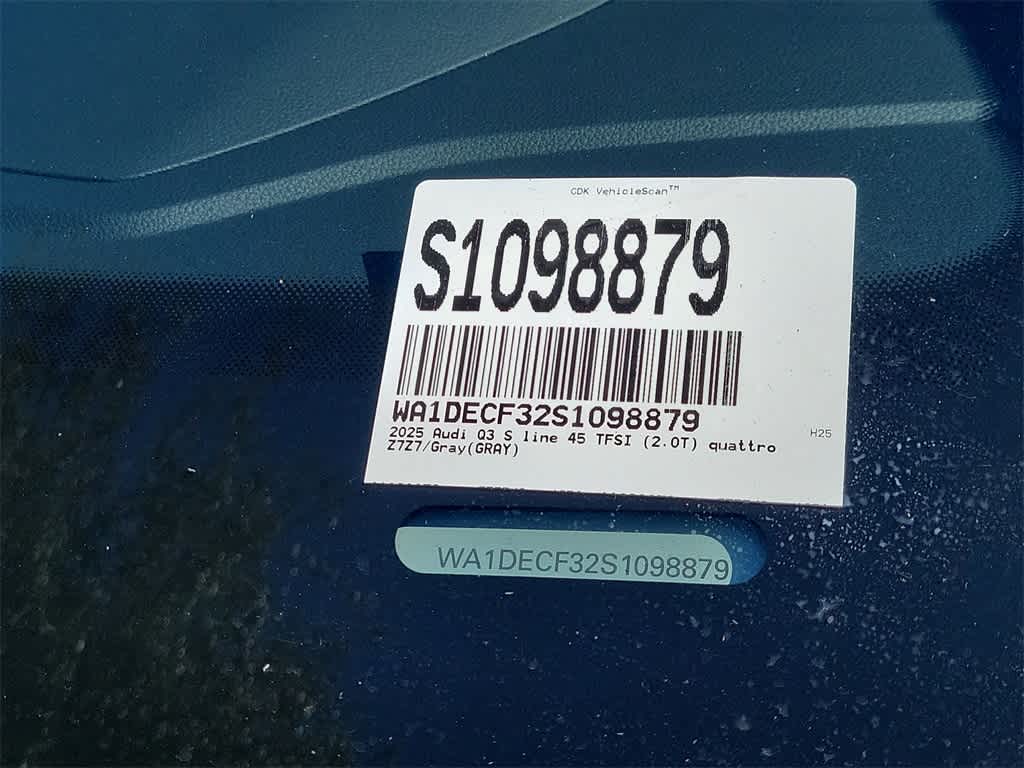 CDK VehicleScan™
S1098879
WA1DECF32S1098879
2025 Audi Q3 S line 45 TFSI (2.0T) quattro
Z7Z7/Gray(GRAY)
H25
WA1DECF32S1098879